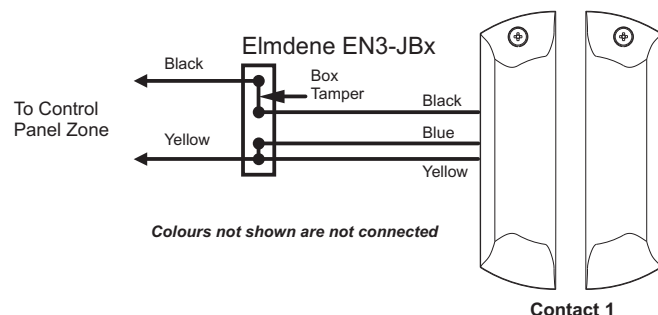 Elmdene EN3-JBx
Black
Box
Tamper
To Control
Panel Zone
Black
Blue
Yellow
Yellow
Colours not shown are not connected
Contact 1